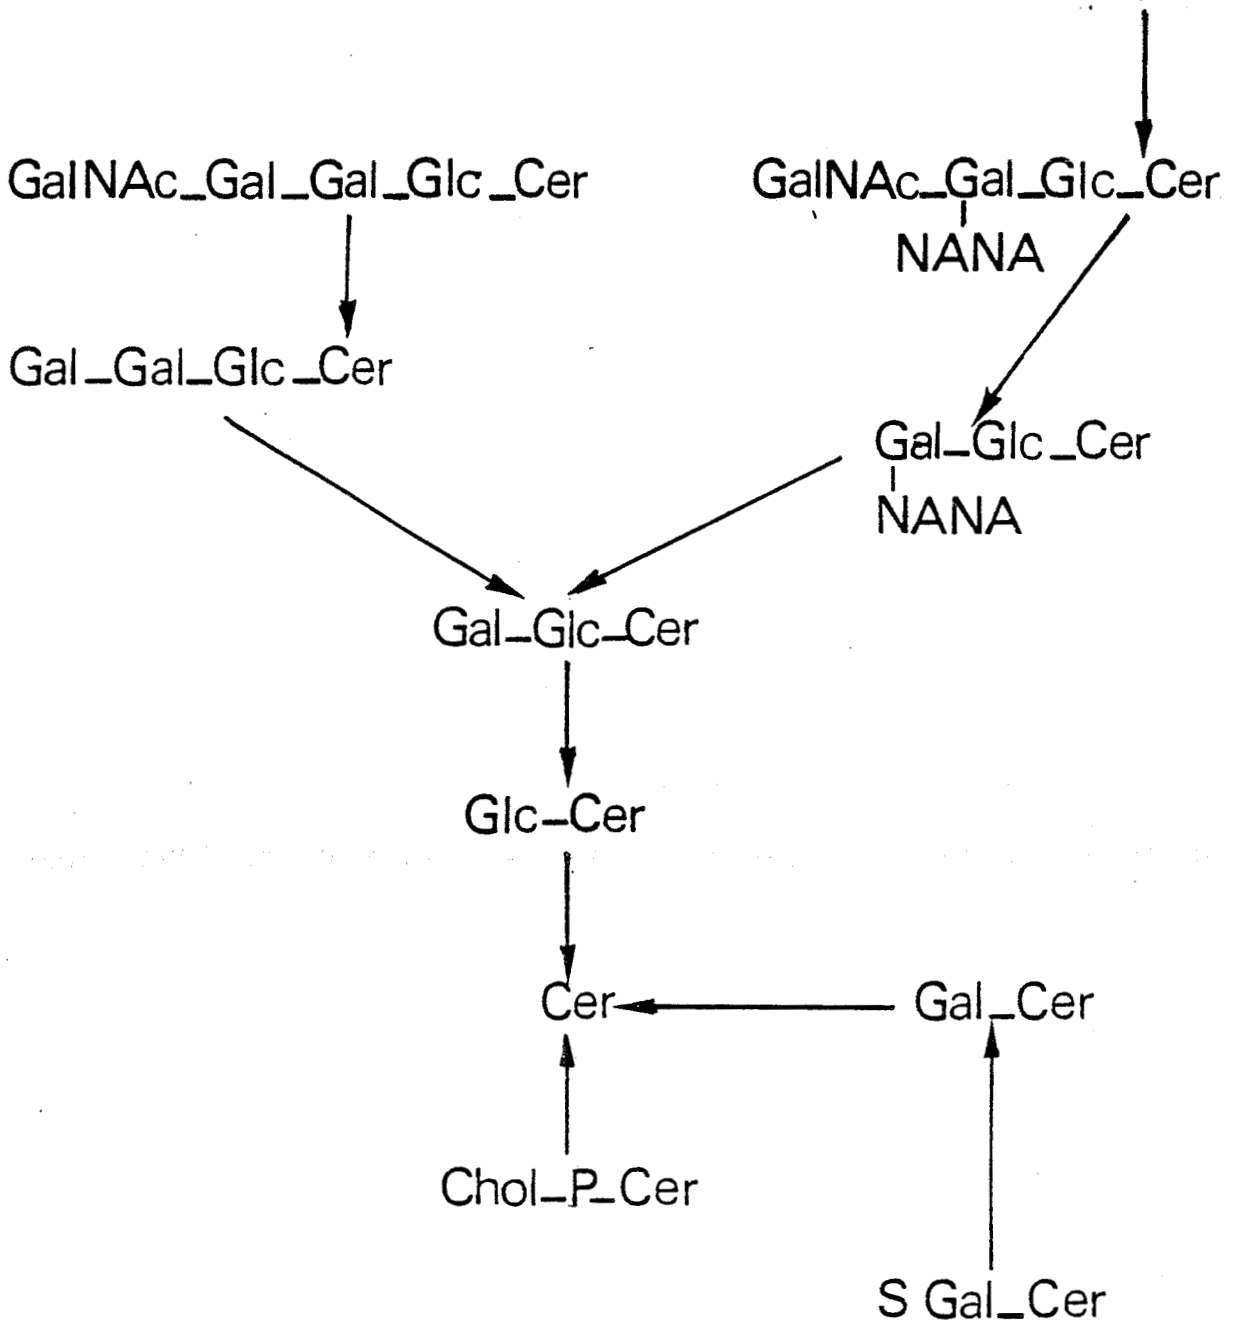 GalNAc_Gal_Gal_Glc_Cer
GalNAc_Gal_Glc_Cer
NANA
Gal_Gal_Glc_Cer
Gal_Glc_Cer
NANA
Gal_Glc_Cer
Glc_Cer
Cer
Gal_Cer
Chol_P_Cer
S Gal_Cer